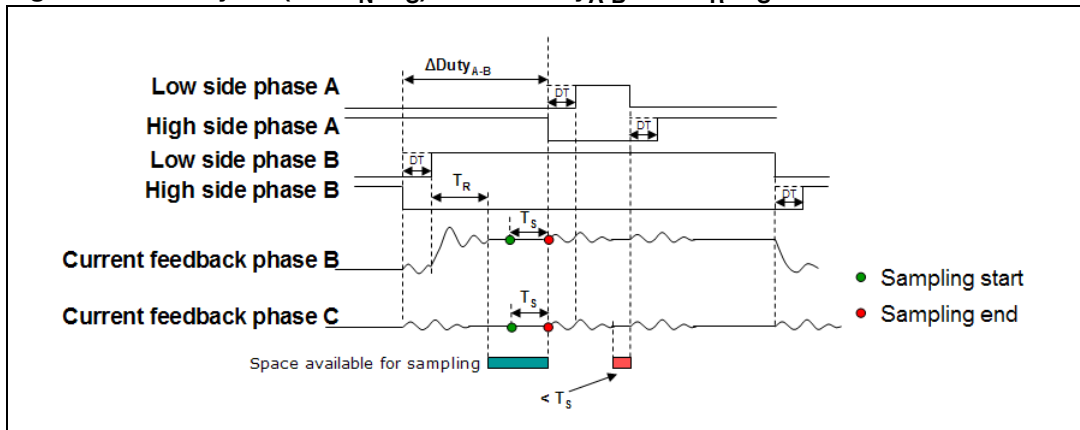 ΔDuty A-B
Low side phase A
DT
High side phase A
DT
Low side phase B
DT
High side phase B
T R
DT
T S
Current feedback phase B
Sampling start
T S
Current feedback phase C
Sampling end
Space available for sampling
< T S